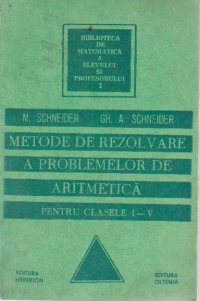 BIBLIOTECA
DE
MATEMATICĂ
A
ELEVULUI
SI
PROFESORULUI
2
M. SCHNEIDER GH. A. SCHNEIDER
METODE DE REZOLVARE
A PROBLEMELOR DE
ARITMETICĂ
PENTRU CLASELE I—V
EDITURA
HYPERION
EDITURA
OLTENIA